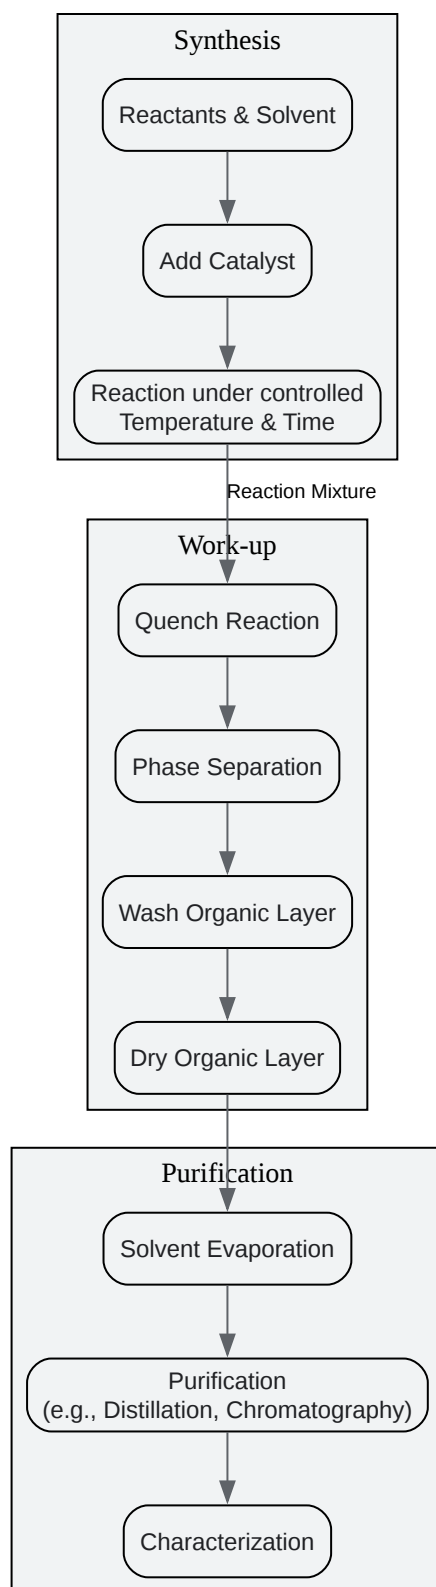 Synthesis
Reactants & Solvent
Add Catalyst
Reaction under controlled
Temperature & Time
Reaction Mixture
Work-up
Quench Reaction
Phase Separation
Wash Organic Layer
Dry Organic Layer
Purification
Solvent Evaporation
Purification
(e.g., Distillation, Chromatography)
Characterization